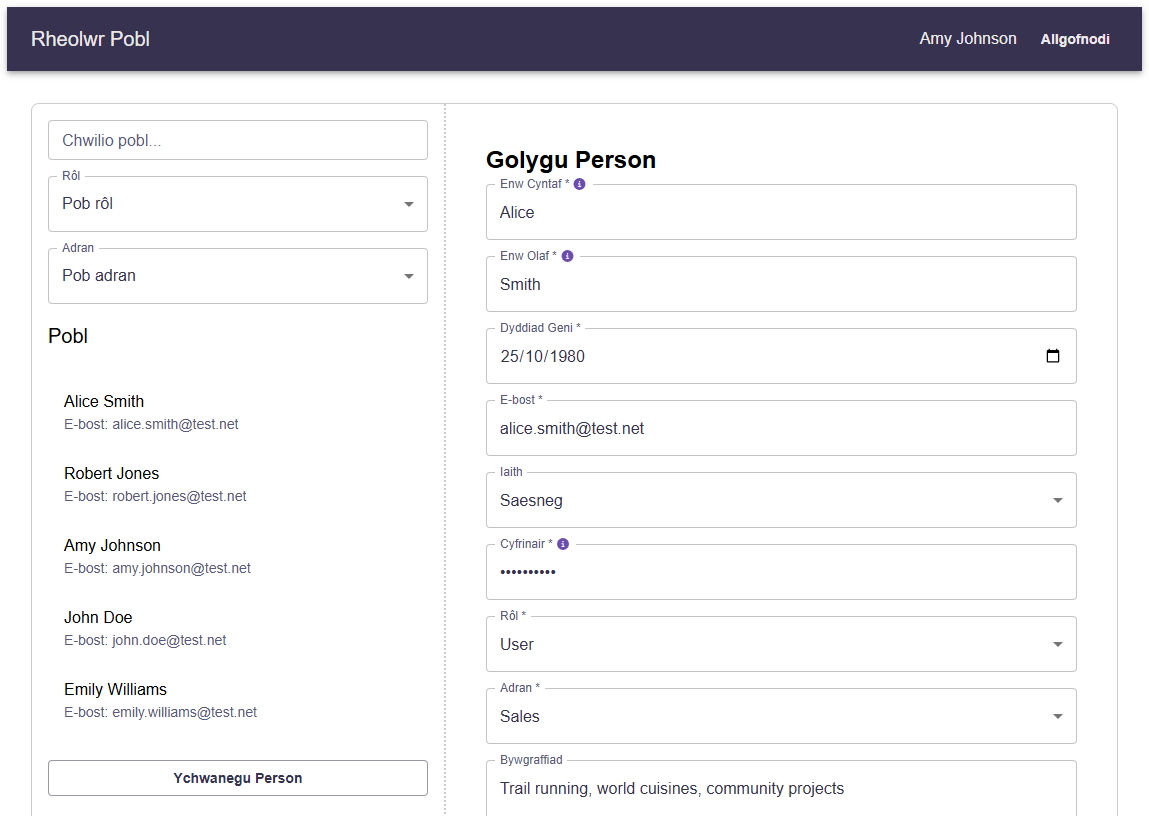 Rheolwr Pobl
Amy Johnson
Allgofnodi
Chwilio pobl...
Rôl
Pob rôl
Adran
Pob adran
Pobl
Alice Smith
E-bost: alice.smith@test.net
Robert Jones
E-bost: robert.jones@test.net
Amy Johnson
E-bost: amy.johnson@test.net
John Doe
E-bost: john.doe@test.net
Emily Williams
E-bost: emily.williams@test.net
Ychwanegu Person
Golygu Person
Enw Cyntaf *
Alice
Enw Olaf *
Smith
Dyddiad Geni *
25/10/1980
E-bost *
alice.smith@test.net
Iaith
Saesneg
Cyfrinair *
••••••••••
Rôl *
User
Adran *
Sales
Bywgraffiad
Trail running, world cuisines, community projects